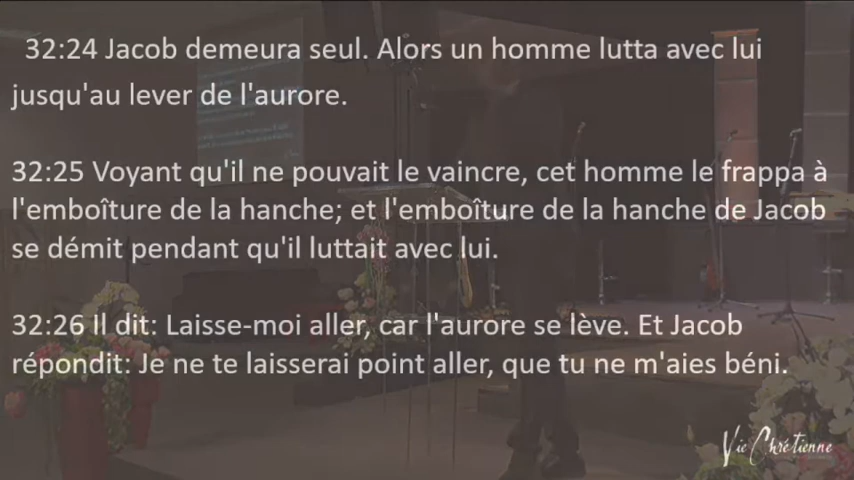 32:24 Jacob demeura seul. Alors un homme lutta avec lui
jusqu'au lever de l'aurore.
32:25 Voyant qu'il ne pouvait le vaincre, cet homme le frappa à
l'emboîture de la hanche; et l'emboîture de la hanche de Jacob
se démit pendant qu'il luttait avec lui.
32:26 Il dit: Laisse-moi aller, car l'aurore se lève. Et Jacob
répondit: Je ne te laisserai point aller, que tu ne m'aies béni.
Vie Chrétienne